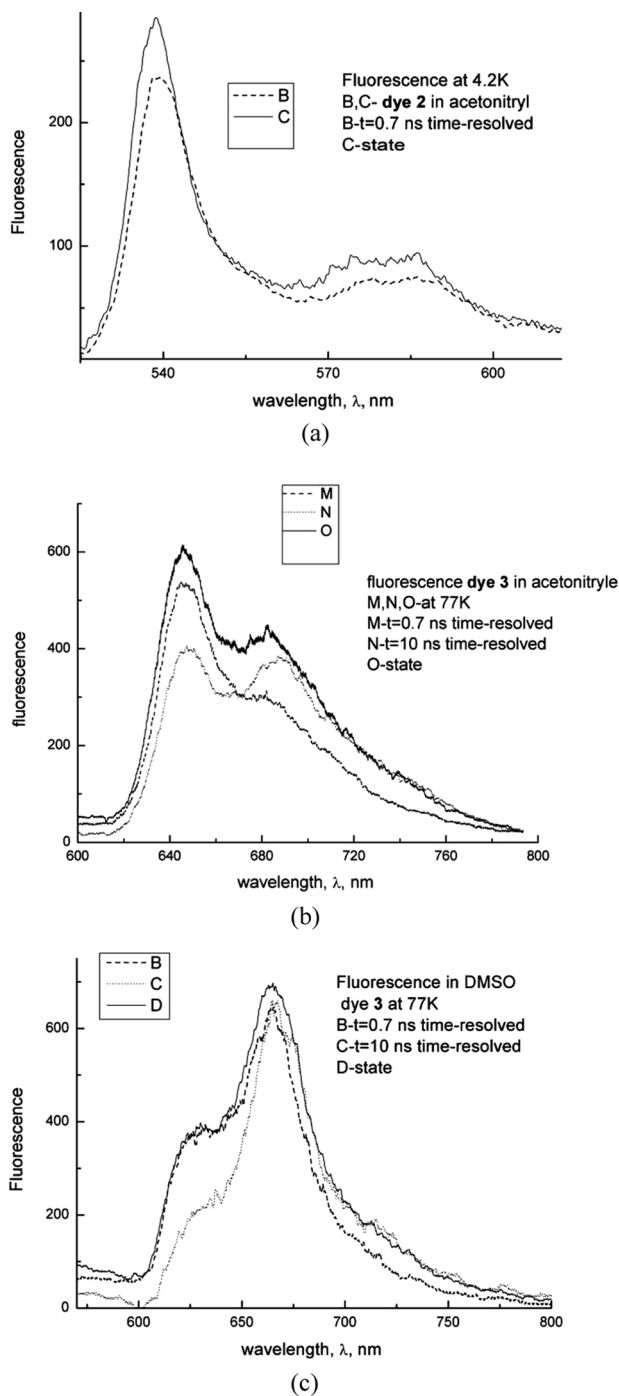 B
C
Fluorescence at 4.2K
B,C- dye 2 in acetonitryl
B-t=0.7 ns time-resolved
C-state
Fluorescence
200
100
540
570
600
wavelength, λ, nm
(a)
M
N
O
fluorescence dye 3 in acetonitryle
M,N,O-at 77K
M-t=0.7 ns time-resolved
N-t=10 ns time-resolved
O-state
fluorescence
600
400
200
0
600
640
680
720
760
800
wavelength, λ, nm
(b)
B
C
D
Fluorescence in DMSO
dye 3 at 77K
B-t=0.7 ns time-resolved
C-t=10 ns time-resolved
D-state
Fluorescence
600
400
200
0
600
650
700
750
800
wavelength, λ, nm
(c)